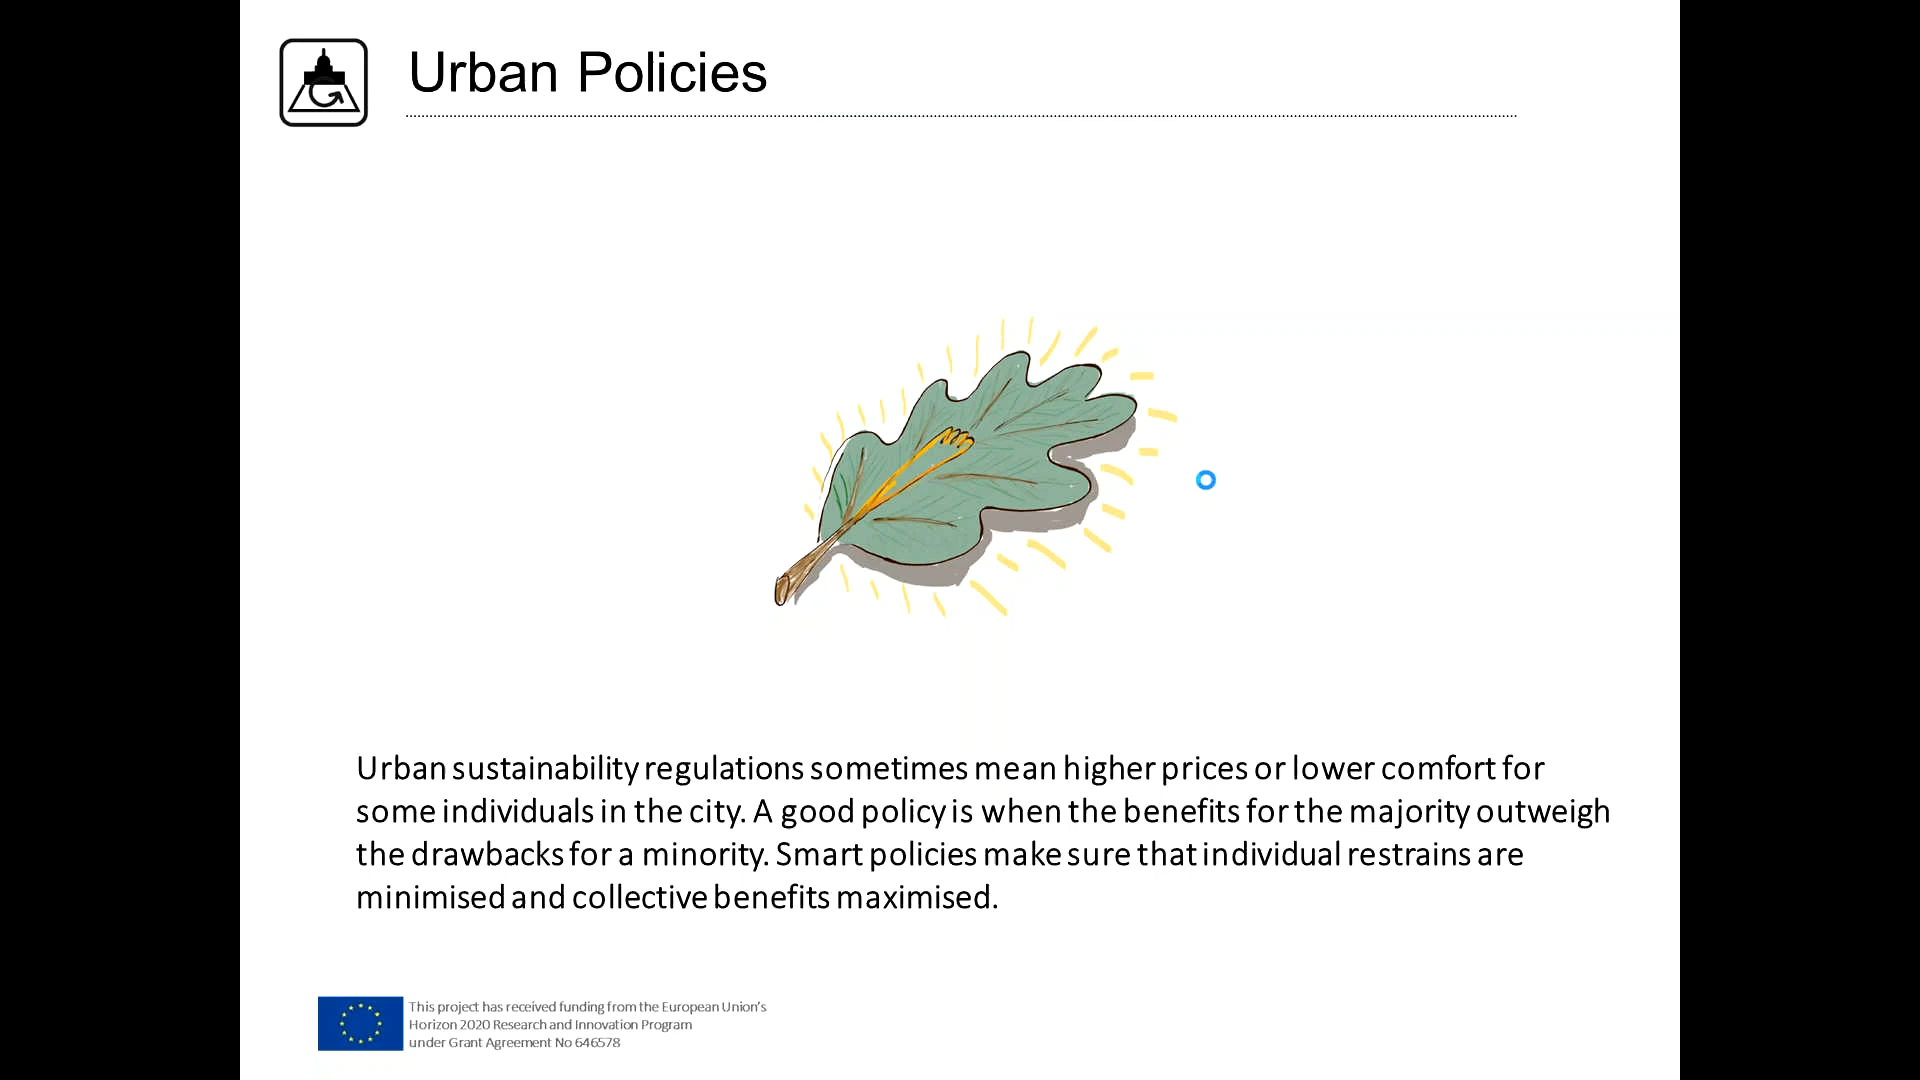 Urban Policies
Urban sustainability regulations sometimes mean higher prices or lower comfort for
some individuals in the city. A good policy is when the benefits for the majority outweigh
the drawbacks for a minority. Smart policies make sure that individual restrains are
minimised and collective benefits maximised.
This project has received funding from the European Union's
Horizon 2020 Research and Innovation Program
under Grant Agreement No 646578